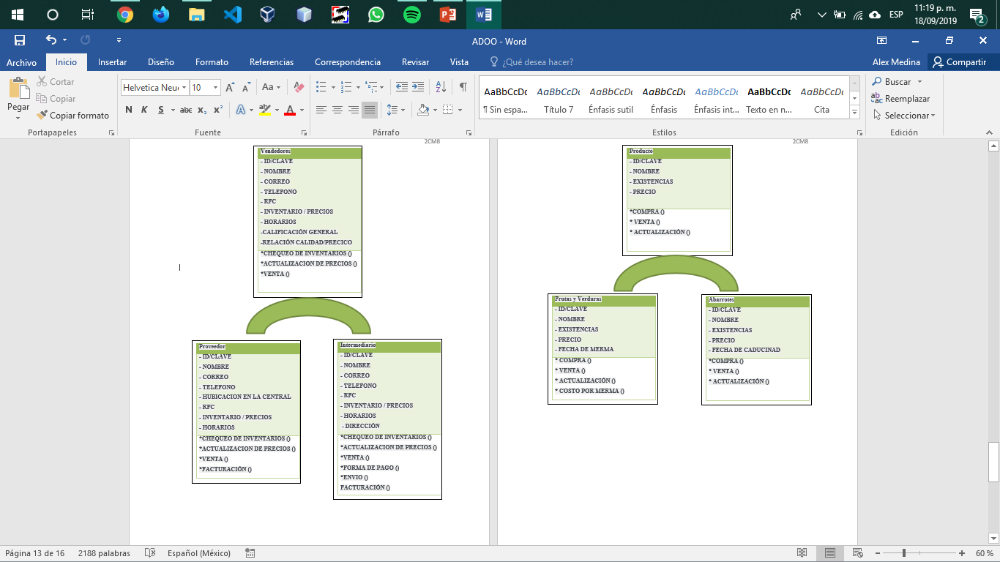 ESP
11:19 p. m.
18/09/2019
2
ADOO - Word
Archivo
Inicio
Insertar
Diseño
Formato
Referencias
Correspondencia
Revisar
Vista
¿Qué desea hacer?
Alex Medina
Compartir
Pegar
Cortar
Copiar
Copiar formato
Portapapeles
Helvetica Neu
10
Aa
N K S abc x₂ x²
Fuente
Párrafo
AaBbCcDc
AaBbCcDc
AaBbCcDc
AaBbCcDc
AaBbCcDc
AaBbCcDc
AaBbCcDc
¶ Sin espa...
Título 7
Énfasis sutil
Énfasis
Énfasis int...
Texto en n...
Cita
Estilos
Buscar
Reemplazar
Seleccionar
Edición
2CM8
Vendedores
- ID/CLAVE
- NOMBRE
- CORREO
- TELEFONO
- RFC
- INVENTARIO / PRECIOS
- HORARIOS
-CALIFICACIÓN GENERAL
-RELACIÓN CALIDAD/PRECICO
*CHEQUEO DE INVENTARIOS ()
*ACTUALIZACION DE PRECIOS ()
*VENTA ()
Proveedor
- ID/CLAVE
- NOMBRE
- CORREO
- TELEFONO
- HUBICACION EN LA CENTRAL
- RFC
- INVENTARIO / PRECIOS
- HORARIOS
*CHEQUEO DE INVENTARIOS ()
*ACTUALIZACION DE PRECIOS ()
*VENTA ()
*FACTURACIÓN ()
Intermediario
- ID/CLAVE
- NOMBRE
- CORREO
- TELEFONO
- RFC
- INVENTARIO / PRECIOS
- HORARIOS
- DIRECCIÓN
*CHEQUEO DE INVENTARIOS ()
*ACTUALIZACION DE PRECIOS ()
*VENTA ()
*FORMA DE PAGO ()
*ENVIO ()
FACTURACIÓN ()
2CM8
Producto
- ID/CLAVE
- NOMBRE
- EXISTENCIAS
- PRECIO
*COMPRA ()
* VENTA ()
* ACTUALIZACIÓN ()
Frutas y Verduras
- ID/CLAVE
- NOMBRE
- EXISTENCIAS
- PRECIO
- FECHA DE MERMA
* COMPRA ()
* VENTA ()
* ACTUALIZACIÓN ()
* COSTO POR MERMA ()
Abarrotes
- ID/CLAVE
- NOMBRE
- EXISTENCIAS
- PRECIO
- FECHA DE CADUCINAD
*COMPRA ()
* VENTA ()
* ACTUALIZACIÓN ()
Página 13 de 16
2188 palabras
Español (México)
60 %